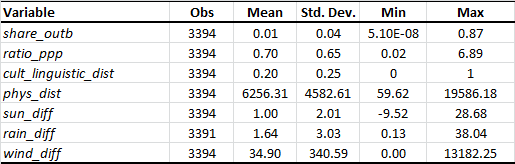 Variable Obs Mean Std. Dev. Min Max
share_outb 3394 0.01 0.04 5.10E-08 0.87
ratio_ppp 3394 0.70 0.65 0.02 6.89
cult_linguistic_dist 3394 0.20 0.25 0 1
phys_dist 3394 6256.31 4582.61 59.62 19586.18
sun_diff 3394 1.00 2.01 -9.52 28.68
rain_diff 3391 1.64 3.03 0.13 38.04
wind_diff 3394 34.90 340.59 0.00 13182.25